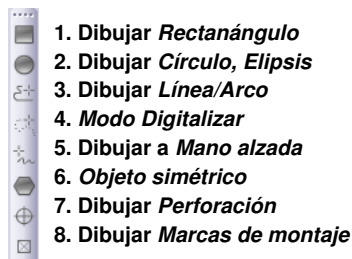 1. Dibujar Rectanángulo
2. Dibujar Círculo, Elipsis
3. Dibujar Línea/Arco
4. Modo Digitalizar
5. Dibujar a Mano alzada
6. Objeto simétrico
7. Dibujar Perforación
8. Dibujar Marcas de montaje